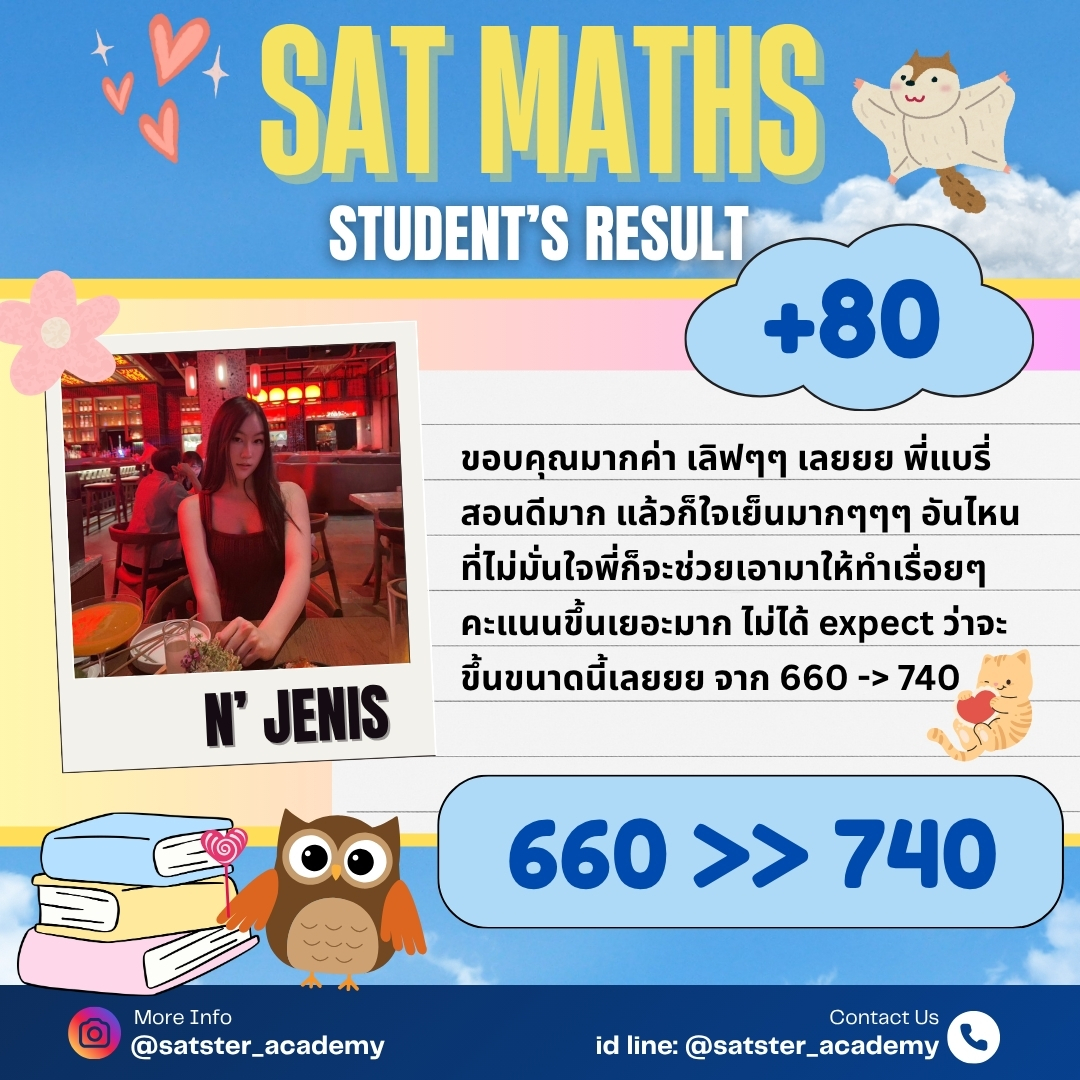 SAT MATHS
STUDENT’S RESULT
+80
ขอบคุณมากค่า เลิฟๆๆ เลยยย พี่แบรี่
สอนดีมาก แล้วก็ใจเย็นมากๆๆๆ อันไหน
ที่ไม่มั่นใจพี่ก็จะช่วยเอามาให้ทำเรื่อยๆ
คะแนนขึ้นเยอะมาก ไม่ได้ expect ว่าจะ
ขึ้นขนาดนี้เลยยย จาก 660 -> 740
N’ JENIS
660 >> 740
More Info
@satster_academy
Contact Us
id line: @satster_academy